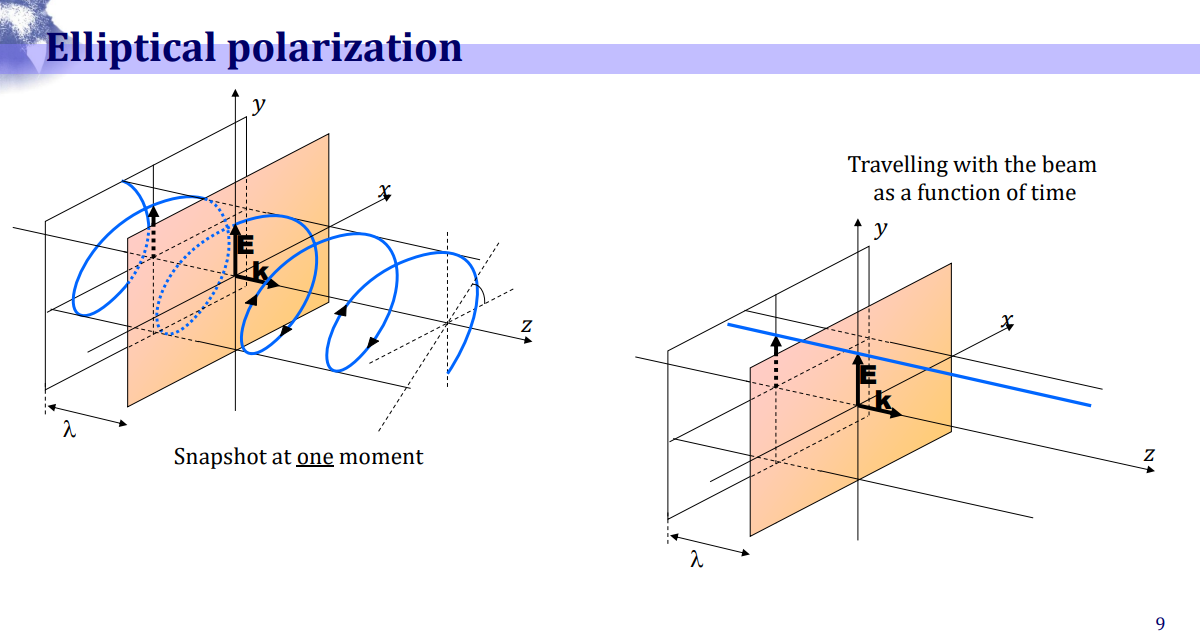 Elliptical polarization
y
x
E
k
z
λ
Snapshot at one moment
Travelling with the beam
as a function of time
y
x
E
k
z
λ
9